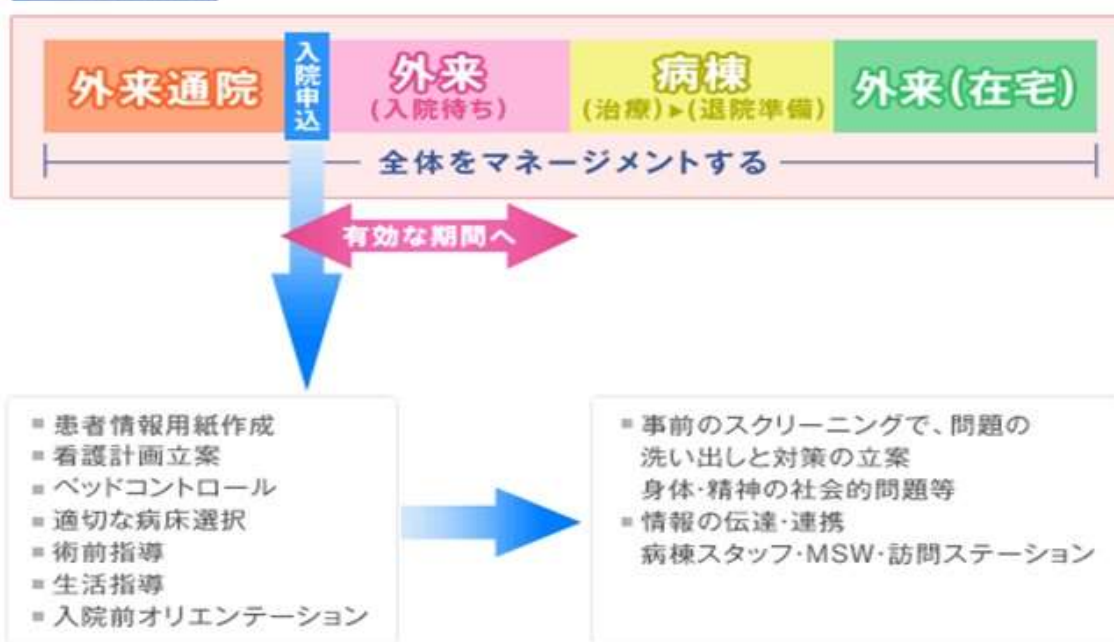 外来通院
入院申込
外来
(入院待ち)
病棟
(治療)▶(退院準備)
外来(在宅)
全体をマネージメントする
有効な期間へ
■ 患者情報用紙作成
■ 看護計画立案
■ ベッドコントロール
■ 適切な病床選択
■ 術前指導
■ 生活指導
■ 入院前オリエンテーション
■ 事前のスクリーニングで、問題の
洗い出しと対策の立案
身体・精神の社会的問題等
■ 情報の伝達・連携
病棟スタッフ・MSW・訪問ステーション